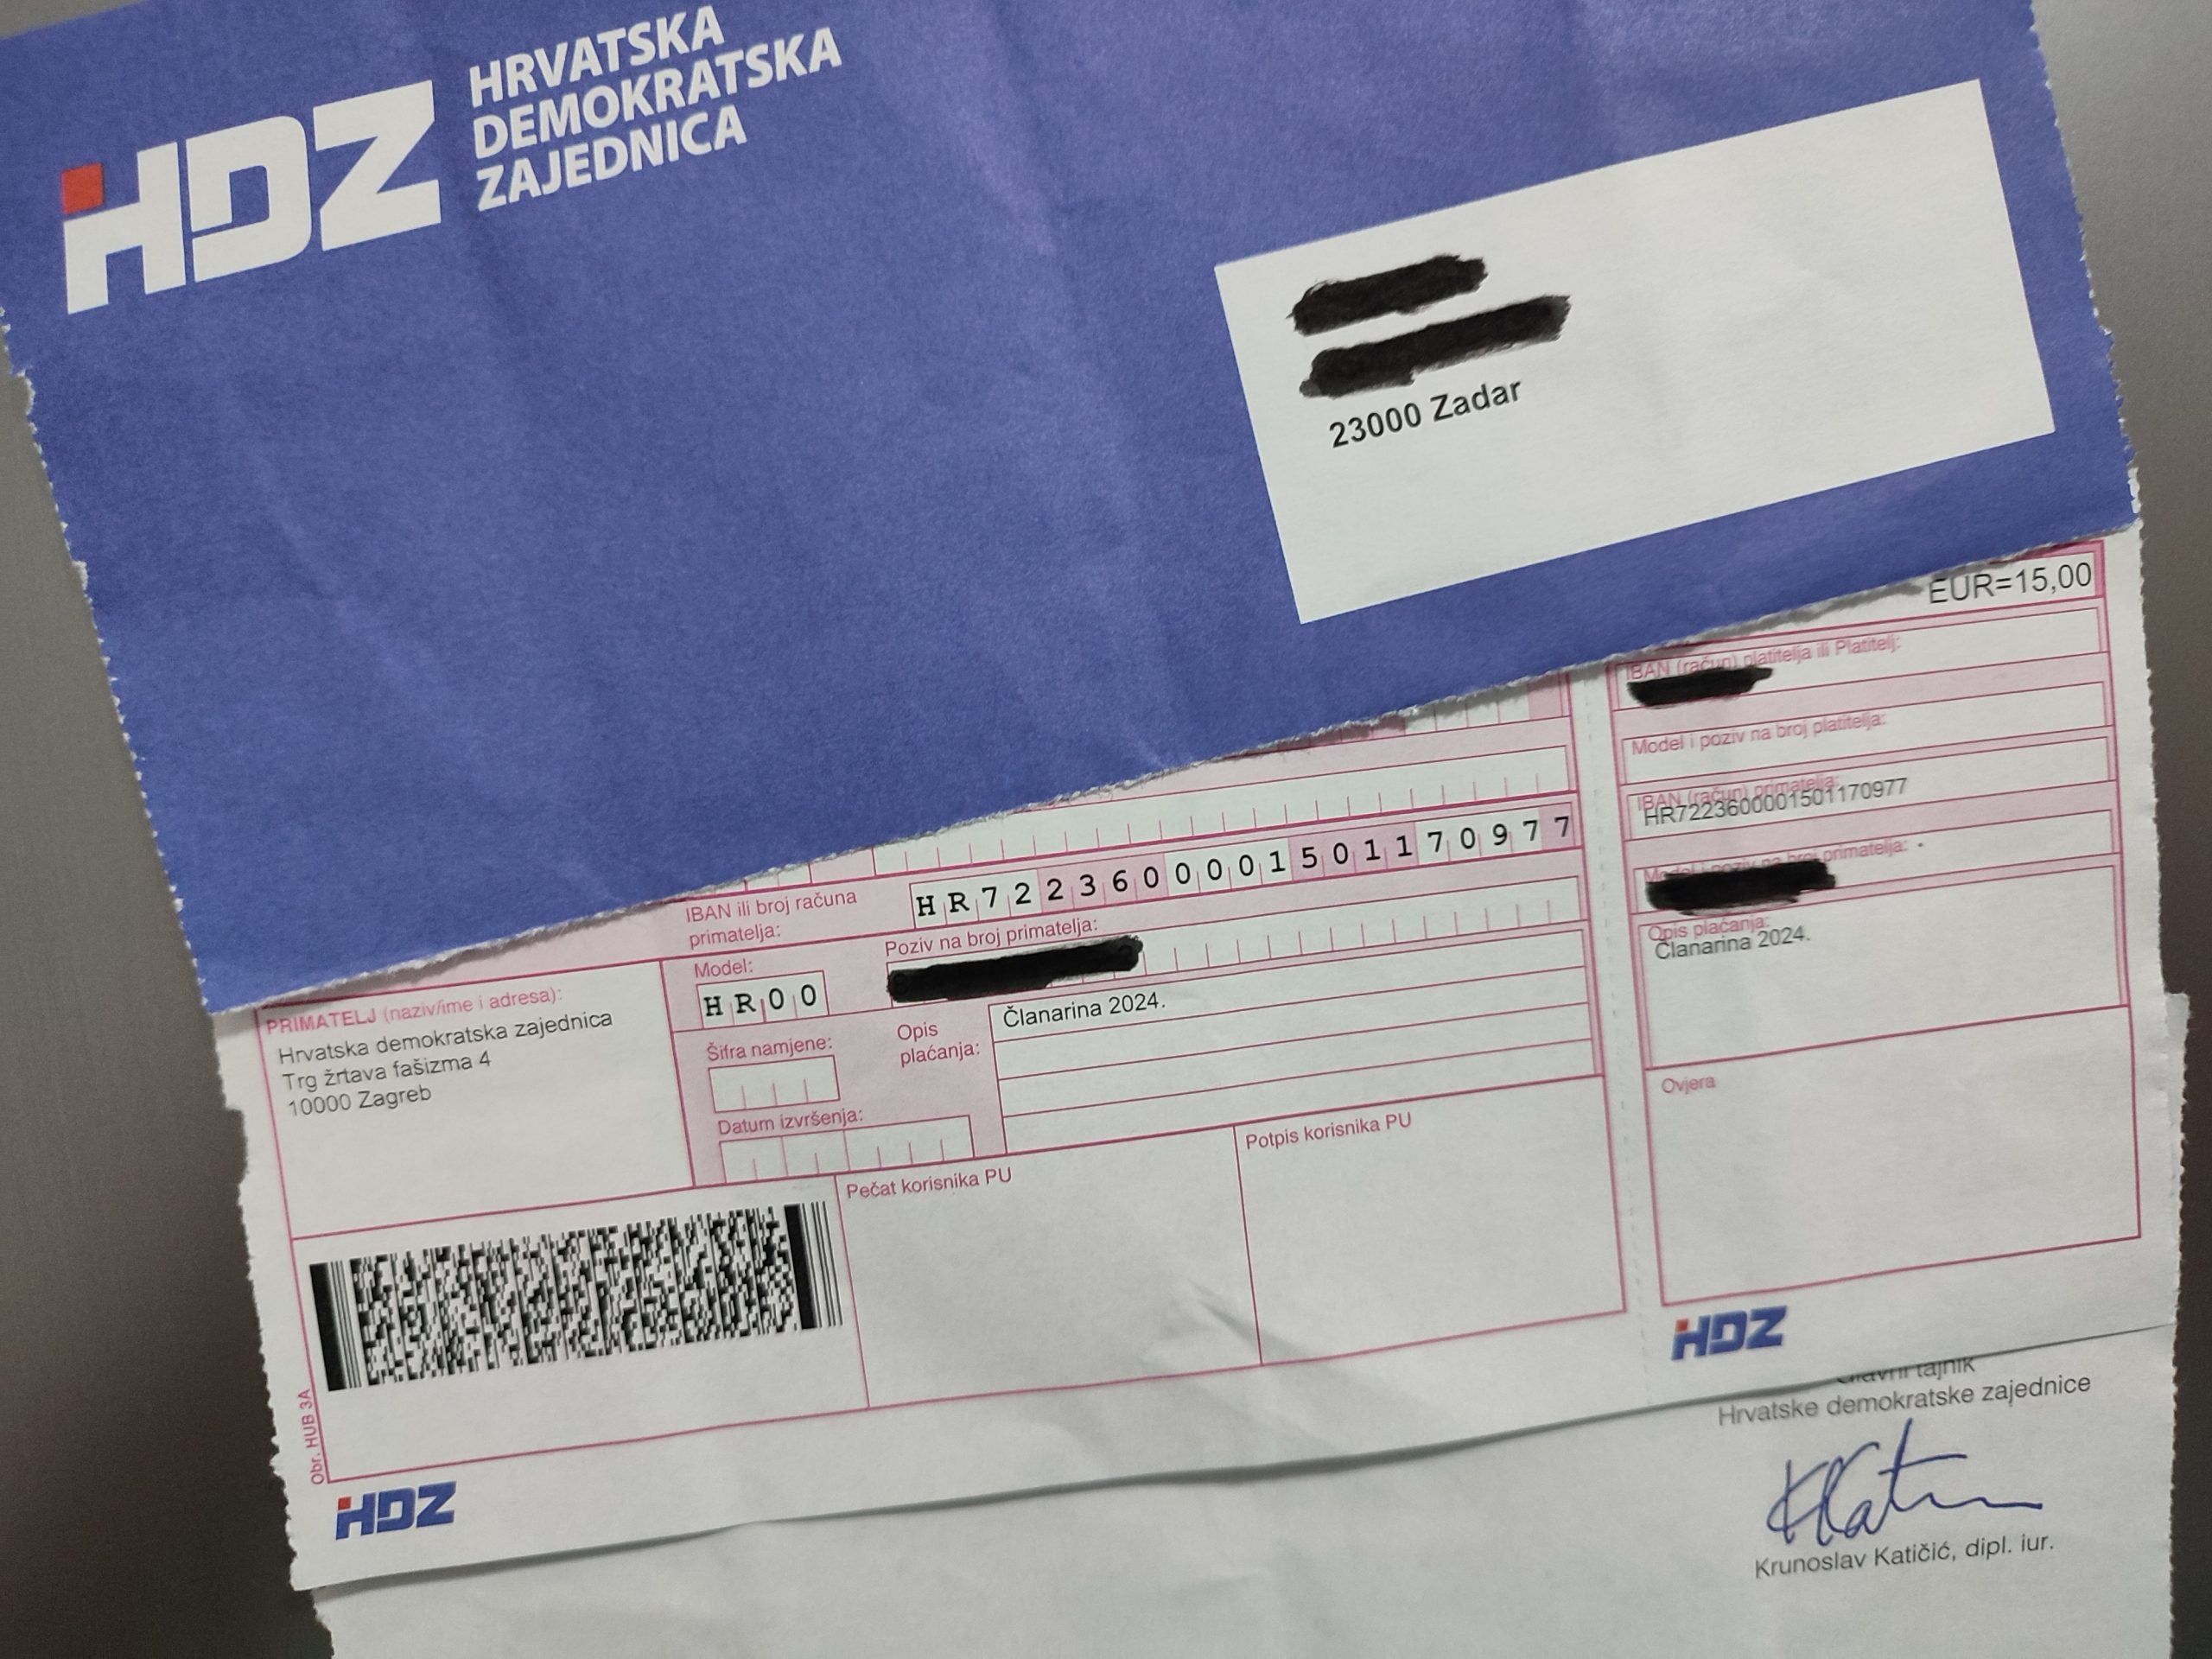 HDZ
HRVATSKA
DEMOKRATSKA
ZAJEDNICA
23000 Zadar
EUR=15,00
IBAN (račun) platitelja ili Platitelj:
Model i poziv na broj platitelja:
IBAN (račun) primatelja:
HR7223600001501170977
Model i poziv na broj primatelja:
Opis plaćanja:
Članarina 2024.
Ovjera
HDZ
IBAN ili broj računa
primatelja:
HR7223600001501170977
Model:
HR00
Poziv na broj primatelja:
PRIMATELJ (naziv/ime i adresa):
Hrvatska demokratska zajednica
Trg žrtava fašizma 4
10000 Zagreb
Šifra namjene:
Opis
plaćanja:
Članarina 2024.
Datum izvršenja:
Pečat korisnika PU
Potpis korisnika PU
Obr. HUB 3A
HDZ
Glavni tajnik
Hrvatske demokratske zajednice
Krunoslav Katičić, dipl. iur.